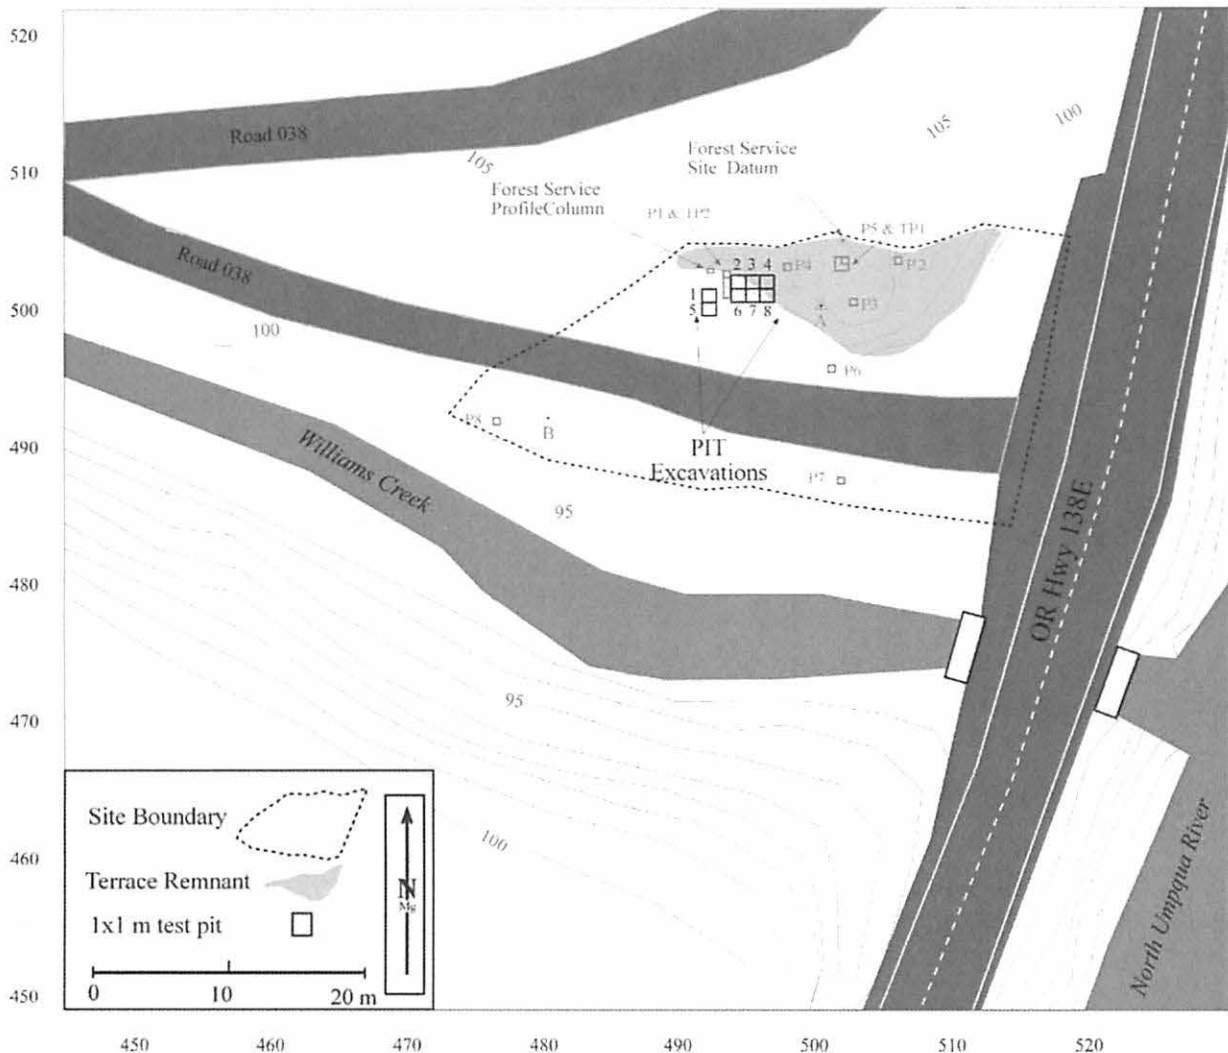 520
510
500
490
480
470
460
450
450
460
470
480
490
500
510
520
Road 038
Road 038
105
105
100
Forest Service
Site Datum
Forest Service
ProfileColumn
P1 & TP2
P5 & TP1
2 3 4
P4
P2
1
5
6 7 8
A
P3
100
P6
P8
B
PIT
Excavations
P7
Williams Creek
95
OR Hwy 138E
95
100
North Umpqua River
Site Boundary
Terrace Remnant
1x1 m test pit
N
Mg
0 10 20 m